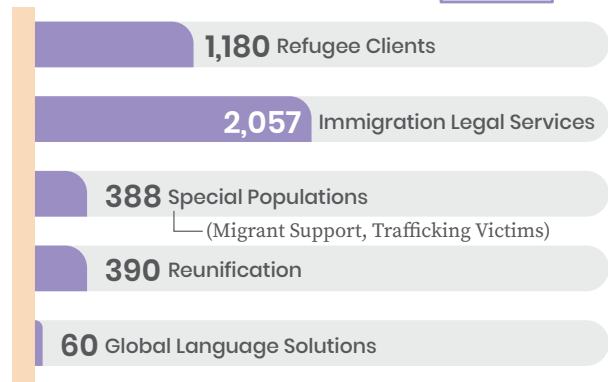 1,180 Refugee Clients
2,057 Immigration Legal Services
388 Special Populations
(Migrant Support, Trafficking Victims)
390 Reunification
60 Global Language Solutions